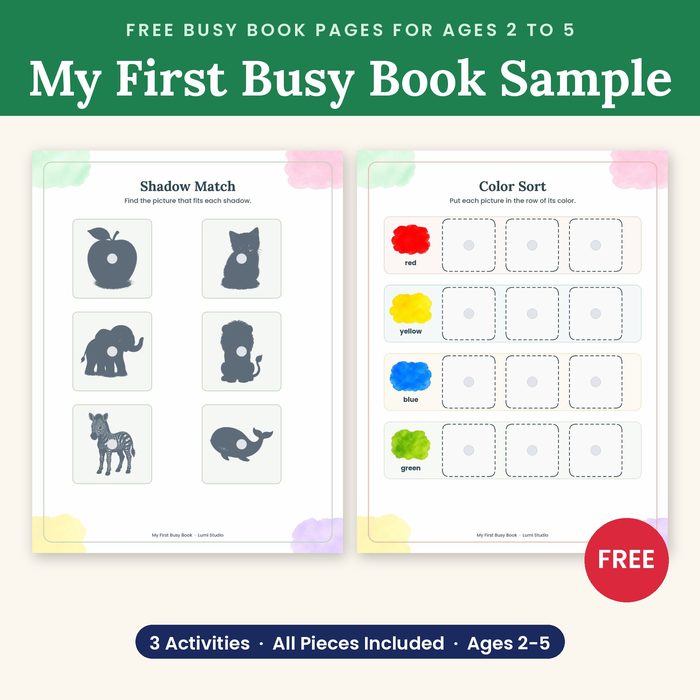 FREE BUSY BOOK PAGES FOR AGES 2 TO 5
My First Busy Book Sample
Shadow Match
Find the picture that fits each shadow.
My First Busy Book · Lumi Studio
Color Sort
Put each picture in the row of its color.
red
yellow
blue
green
My First Busy Book · Lumi Studio
FREE
3 Activities · All Pieces Included · Ages 2-5